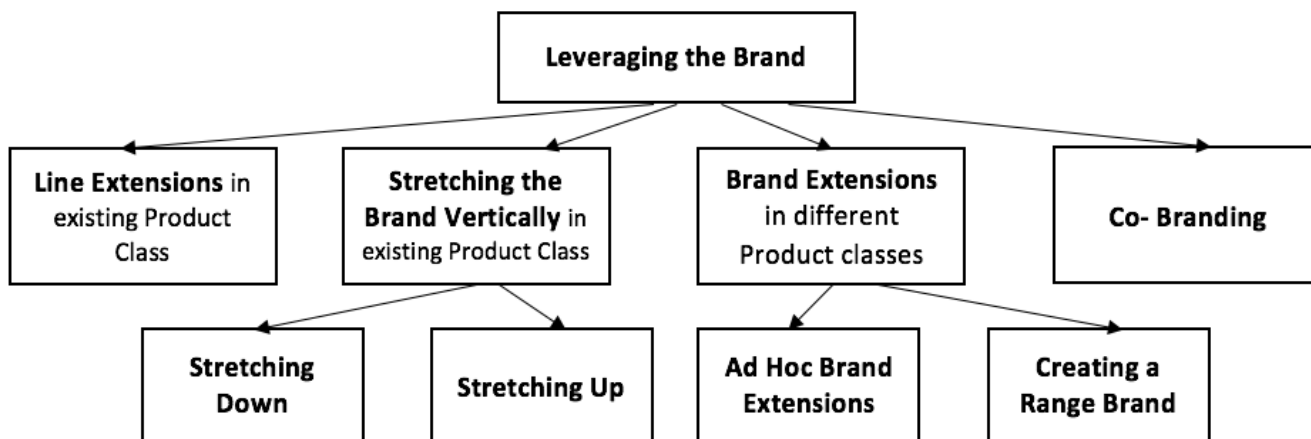 Leveraging the Brand
Line Extensions in
existing Product
Class
Stretching the
Brand Vertically in
existing Product Class
Brand Extensions
in different
Product classes
Co- Branding
Stretching
Down
Stretching Up
Ad Hoc Brand
Extensions
Creating a
Range Brand